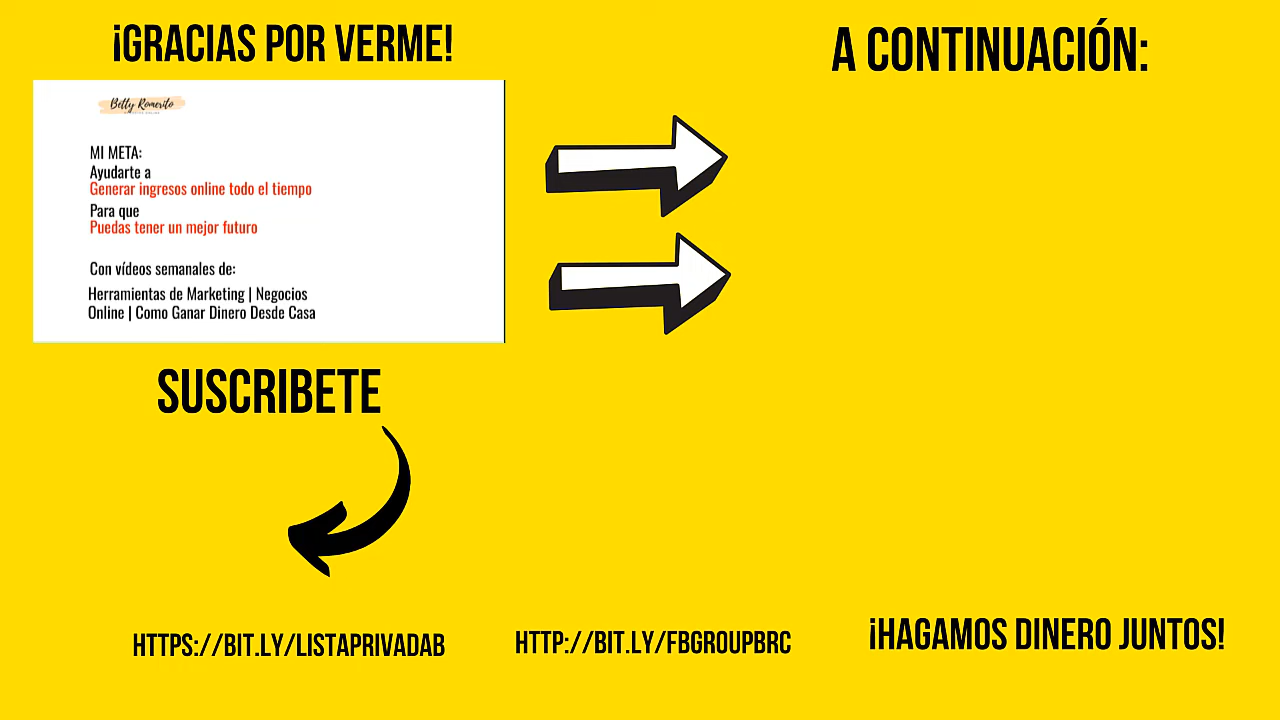 ¡GRACIAS POR VERME!
A CONTINUACIÓN:
Betty Romerito
MI META:
Ayudarte a
Generar ingresos online todo el tiempo
Para que
Puedas tener un mejor futuro
Con vídeos semanales de:
Herramientas de Marketing | Negocios
Online | Como Ganar Dinero Desde Casa
SUSCRIBETE
HTTPS://BIT.LY/LISTAPRIVADAB
HTTP://BIT.LY/FBGROUPBRC
¡HAGAMOS DINERO JUNTOS!